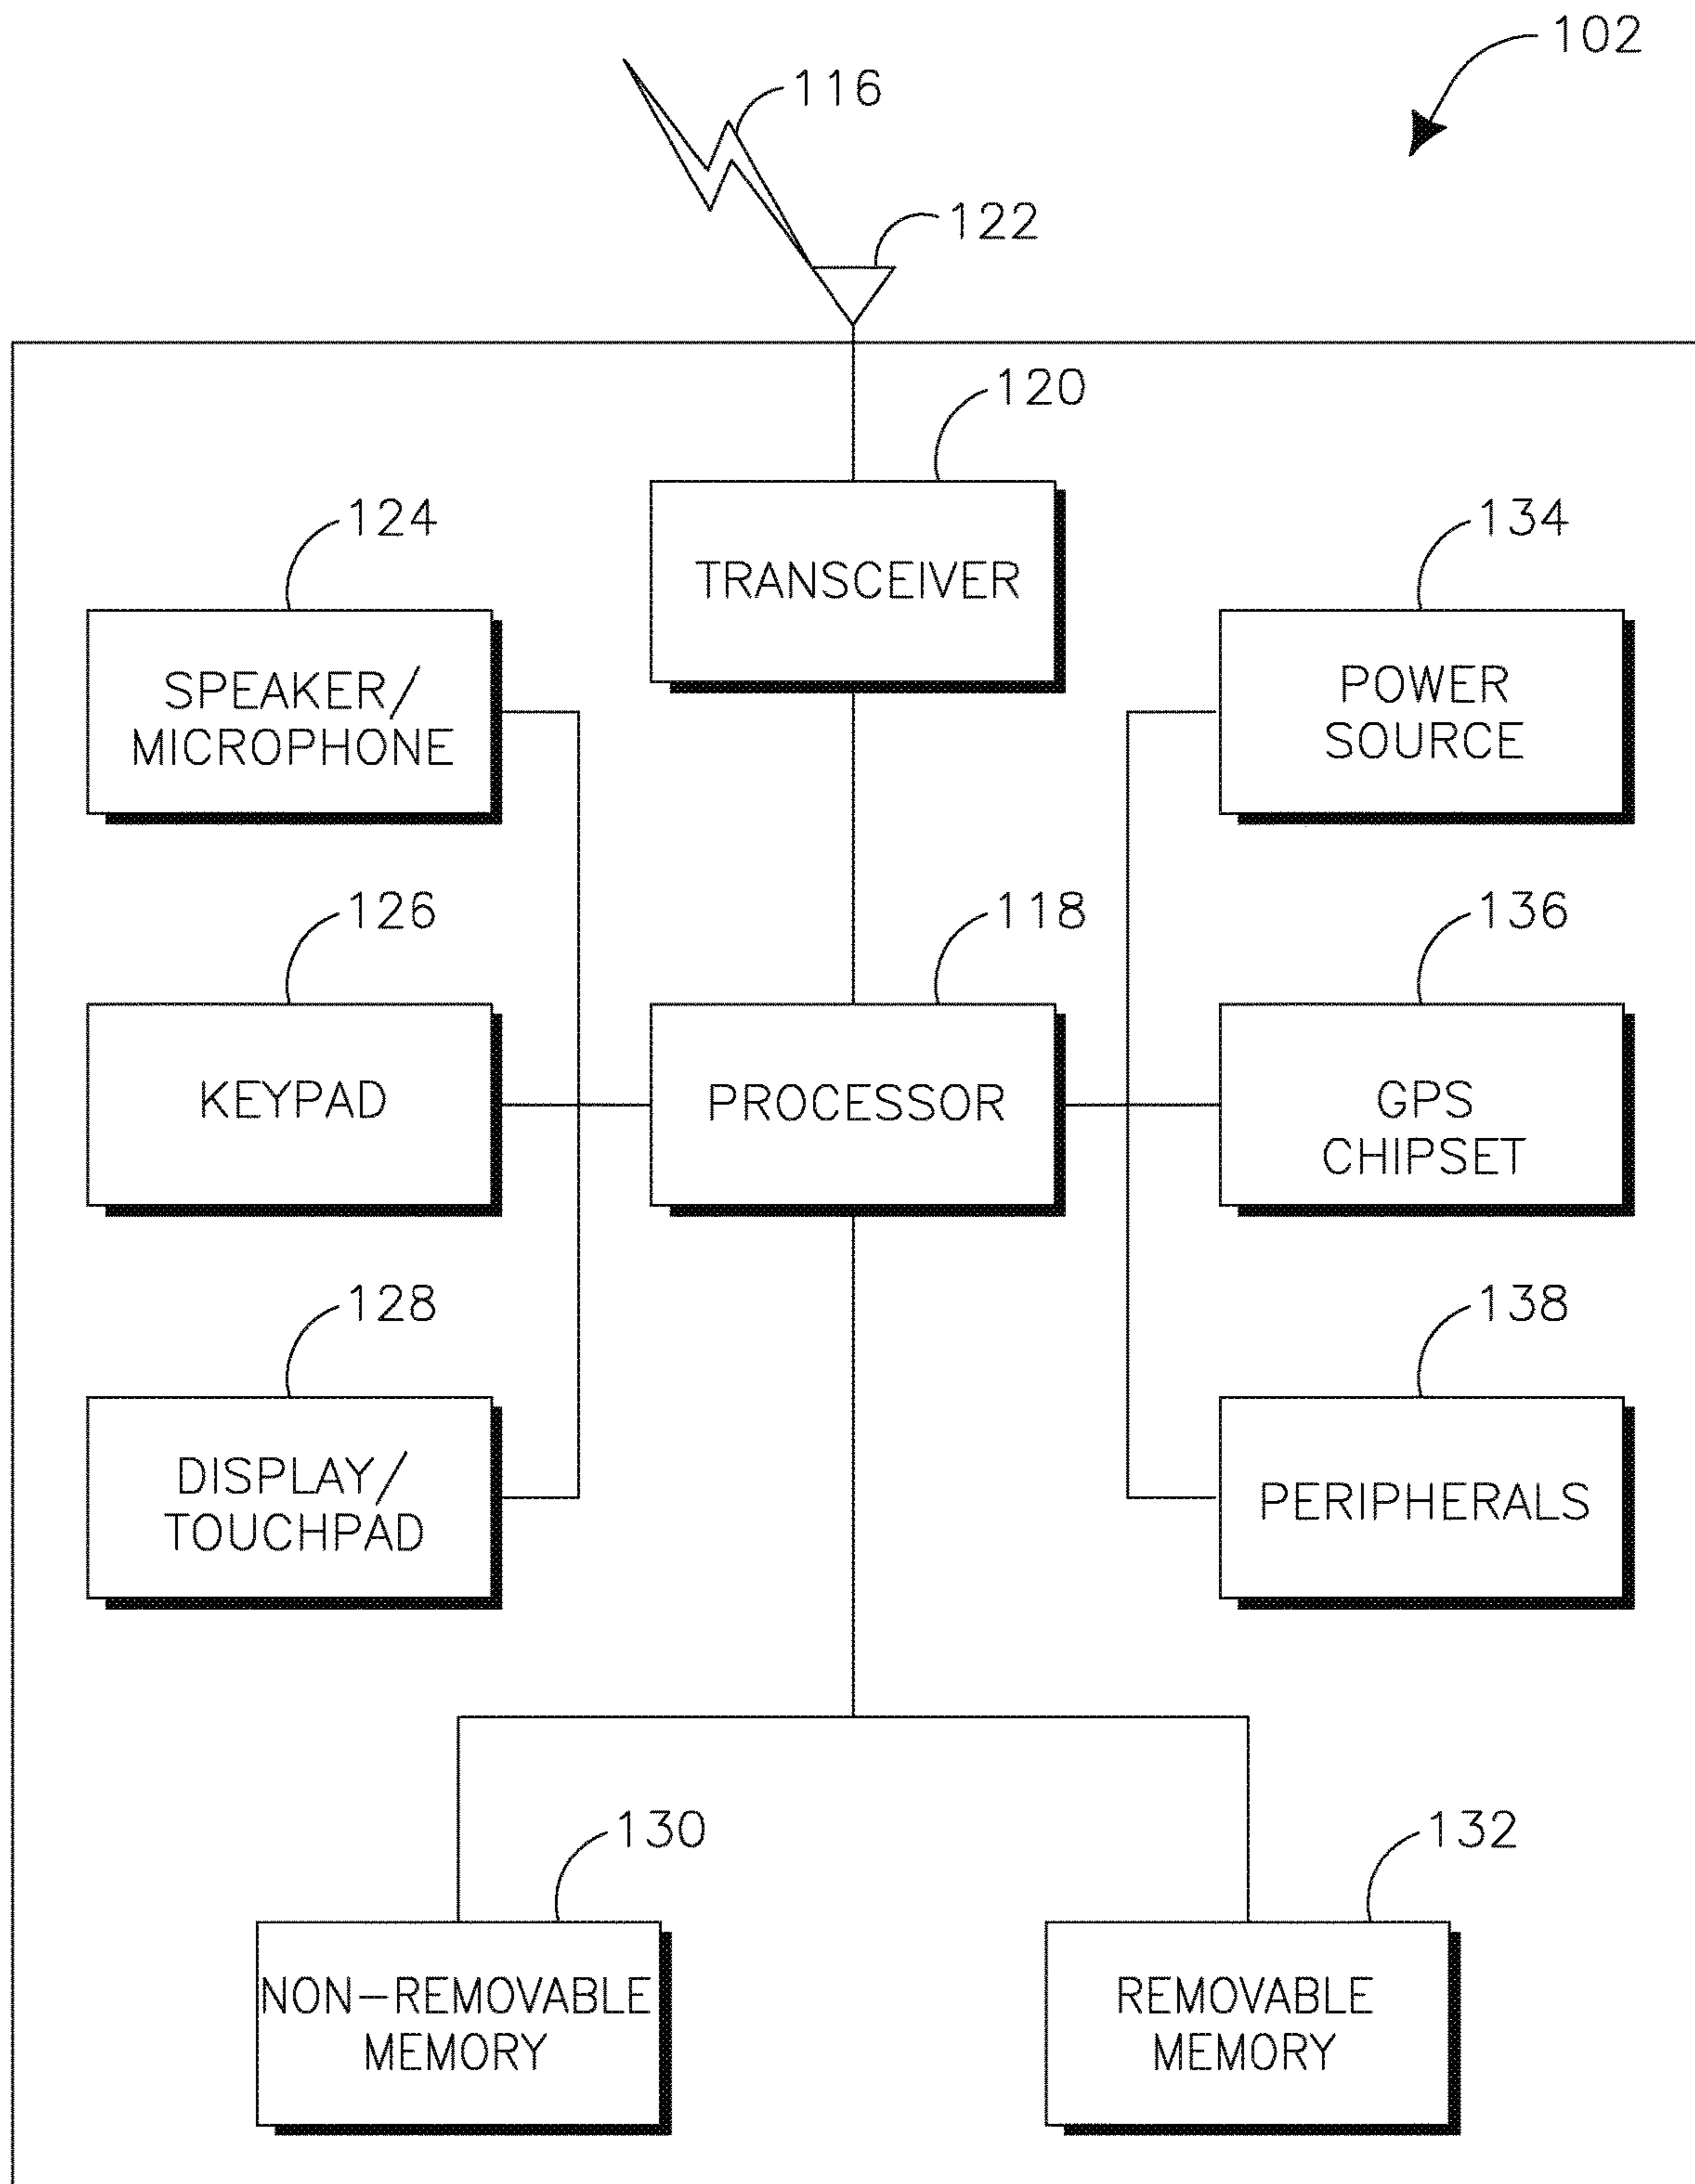 102
116
122
120
TRANSCEIVER
124
SPEAKER/
MICROPHONE
134
POWER
SOURCE
126
KEYPAD
118
PROCESSOR
136
GPS
CHIPSET
128
DISPLAY/
TOUCHPAD
138
PERIPHERALS
130
NON-REMOVABLE
MEMORY
132
REMOVABLE
MEMORY